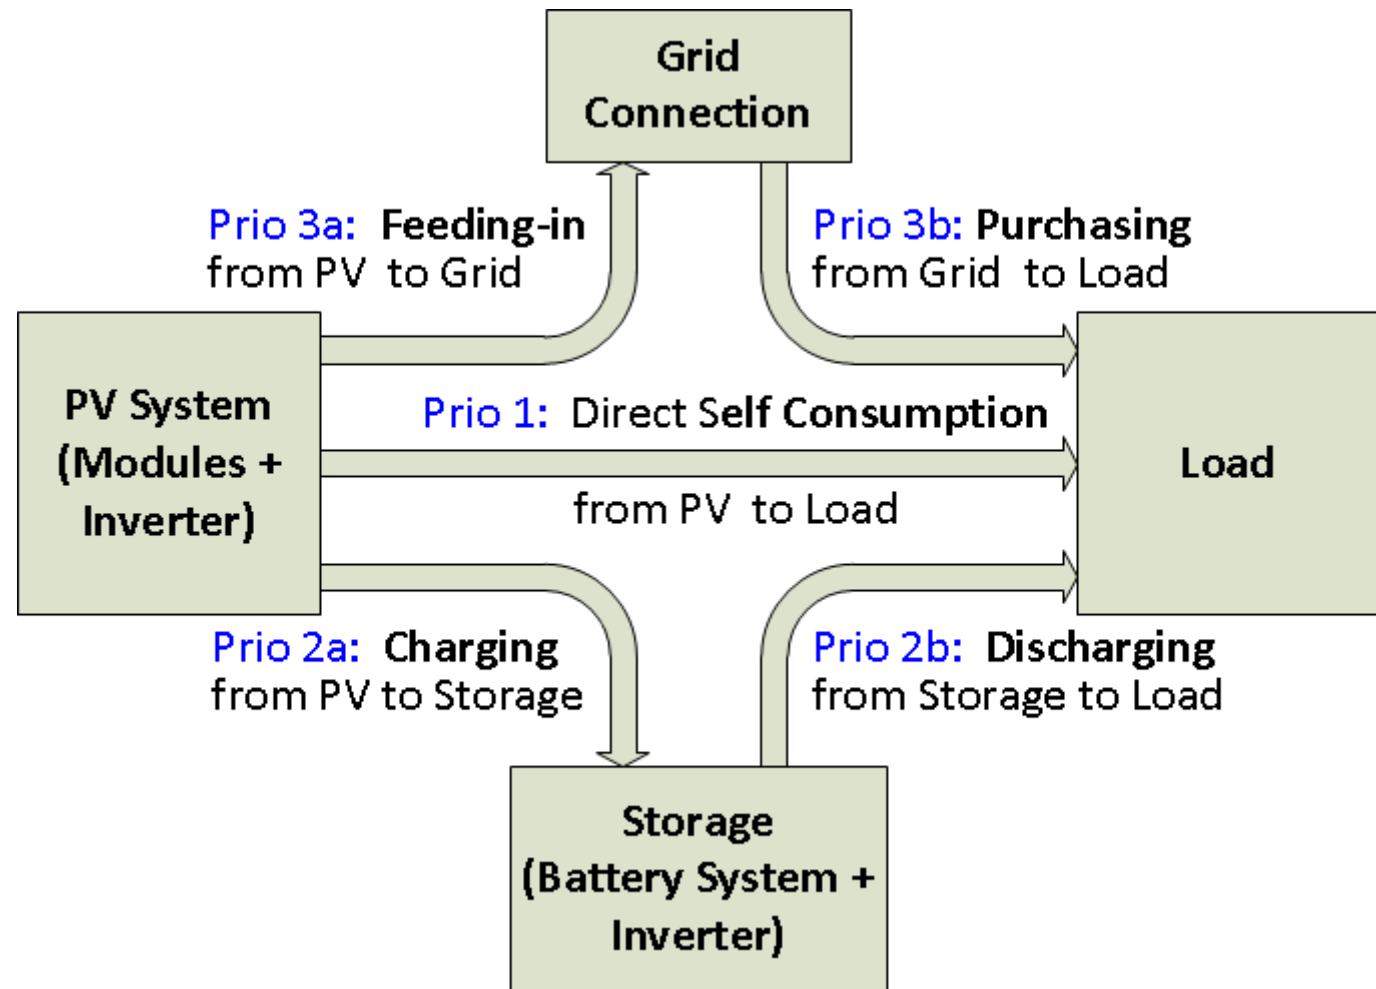 Grid
Connection
Prio 3a: Feeding-in
from PV to Grid
Prio 3b: Purchasing
from Grid to Load
PV System
(Modules +
Inverter)
Prio 1: Direct Self Consumption
from PV to Load
Load
Prio 2a: Charging
from PV to Storage
Prio 2b: Discharging
from Storage to Load
Storage
(Battery System +
Inverter)